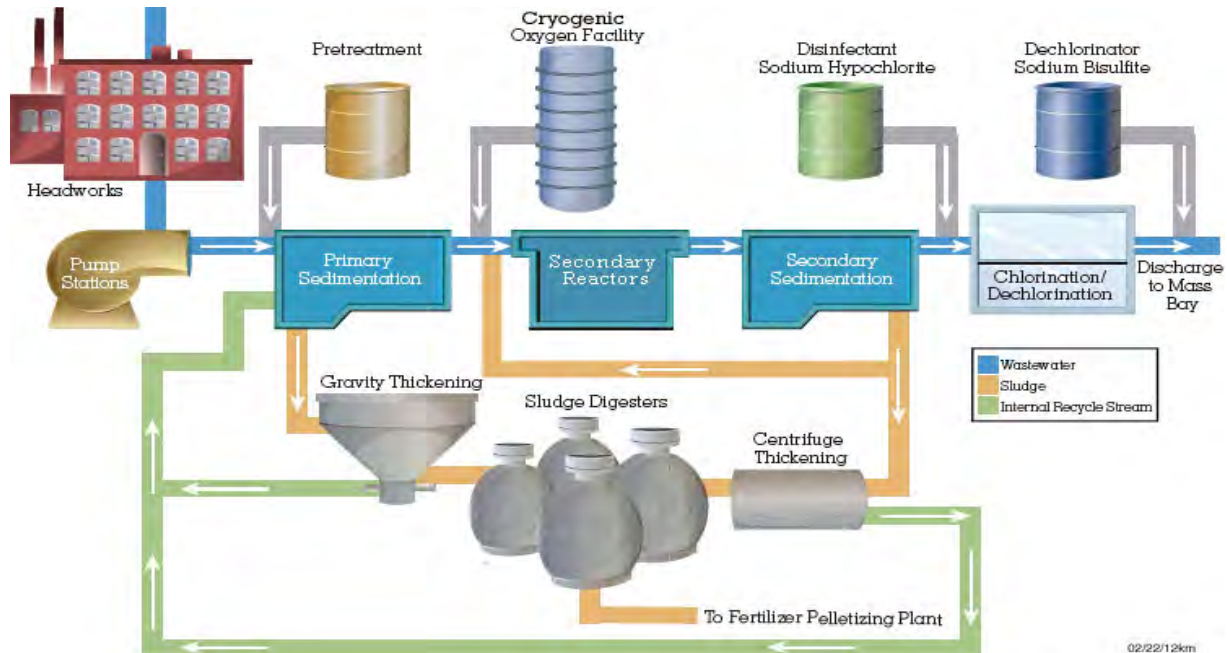 Headworks
Pretreatment
Cryogenic
Oxygen Facility
Disinfectant
Sodium Hypochlorite
Dechlorinator
Sodium Bisulfite
Pump
Stations
Primary
Sedimentation
Secondary
Reactors
Secondary
Sedimentation
Chlorination/
Dechlorination
Discharge
to Mass
Bay
Wastewater
Sludge
Internal Recycle Stream
Gravity Thickening
Sludge Digesters
Centrifuge
Thickening
To Fertilizer Pelletizing Plant
02/22/12km